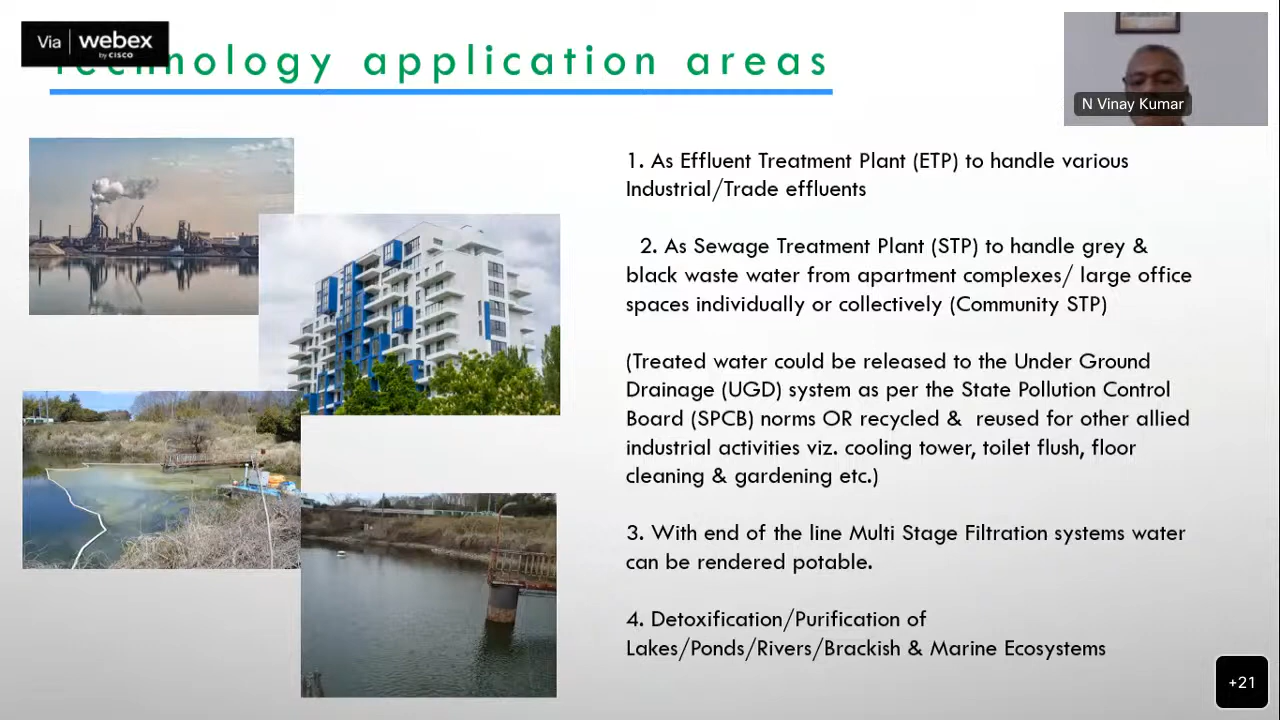 Via webex
by CISCO
Technology application areas
N Vinay Kumar
1. As Effluent Treatment Plant (ETP) to handle various
Industrial/Trade effluents
2. As Sewage Treatment Plant (STP) to handle grey &
black waste water from apartment complexes/ large office
spaces individually or collectively (Community STP)
(Treated water could be released to the Under Ground
Drainage (UGD) system as per the State Pollution Control
Board (SPCB) norms OR recycled &  reused for other allied
industrial activities viz. cooling tower, toilet flush, floor
cleaning & gardening etc.)
3. With end of the line Multi Stage Filtration systems water
can be rendered potable.
4. Detoxification/Purification of
Lakes/Ponds/Rivers/Brackish & Marine Ecosystems
+21